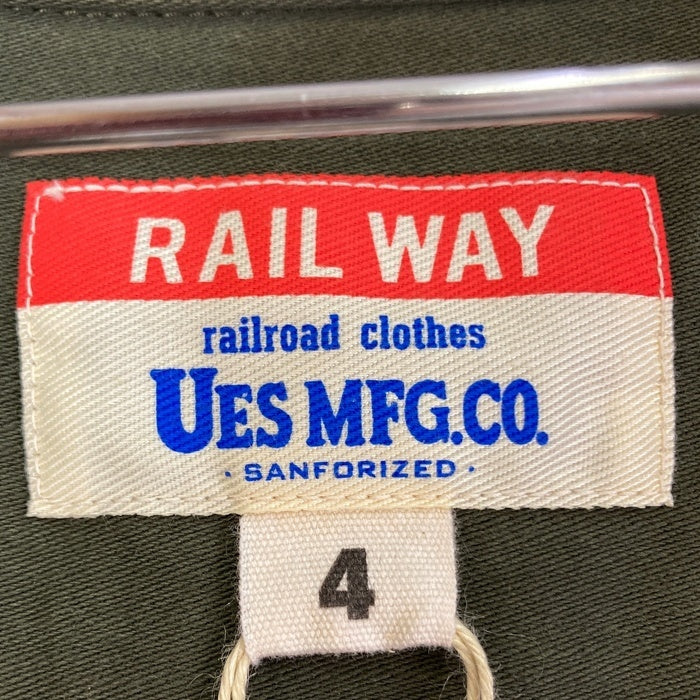 RAIL WAY
railroad clothes
UES MFG.CO.
· SANFORIZED ·
4